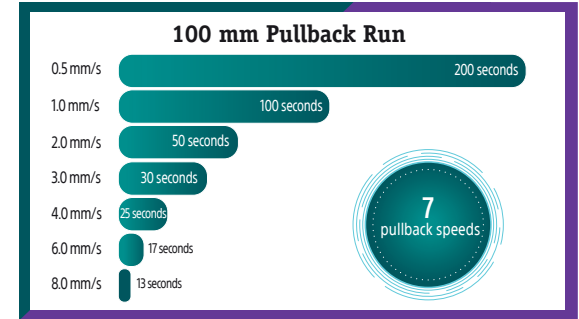 100 mm Pullback Run
0.5 mm/s 200 seconds
1.0 mm/s 100 seconds
2.0 mm/s 50 seconds
3.0 mm/s 30 seconds
4.0 mm/s 25 seconds
6.0 mm/s 17 seconds
8.0 mm/s 13 seconds
7
pullback speeds